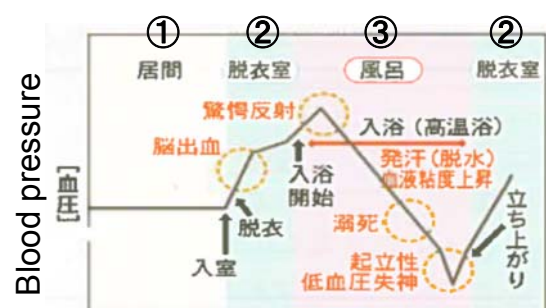 ① ② ③ ②
居間 脱衣室 風呂 脱衣室
驚愕反射
入浴（高温浴）
脳出血
発汗（脱水）
血液粘度上昇
入浴
開始
脱衣
入室
溺死
起立性
低血圧失神
立ち上がり
[血圧]
Blood pressure